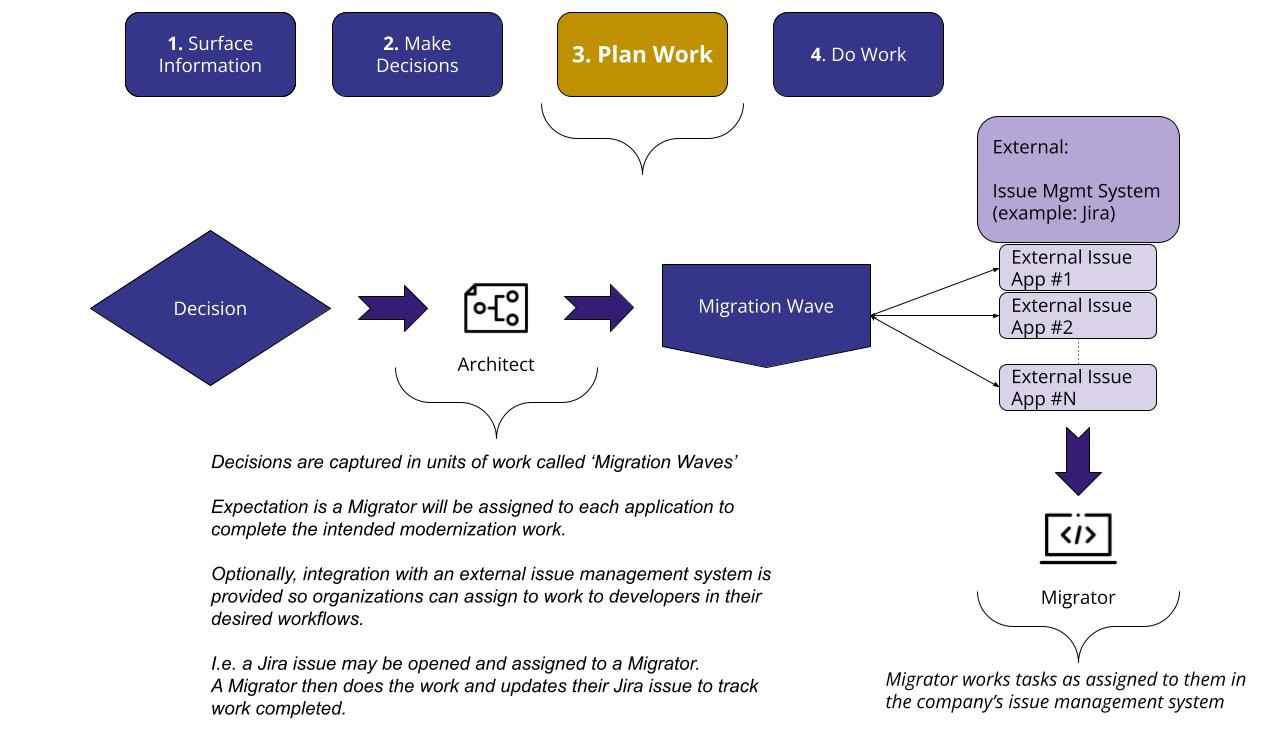 1. Surface
Information
2. Make
Decisions
3. Plan Work
4. Do Work
External:
Issue Mgmt System
(example: Jira)
External Issue
App #1
External Issue
App #2
External Issue
App #N
Decision
Architect
Migration Wave
Decisions are captured in units of work called ‘Migration Waves’
Expectation is a Migrator will be assigned to each application to
complete the intended modernization work.
Optionally, integration with an external issue management system is
provided so organizations can assign to work to developers in their
desired workflows.
I.e. a Jira issue may be opened and assigned to a Migrator.
A Migrator then does the work and updates their Jira issue to track
work completed.
</>
Migrator
Migrator works tasks as assigned to them in
the company’s issue management system